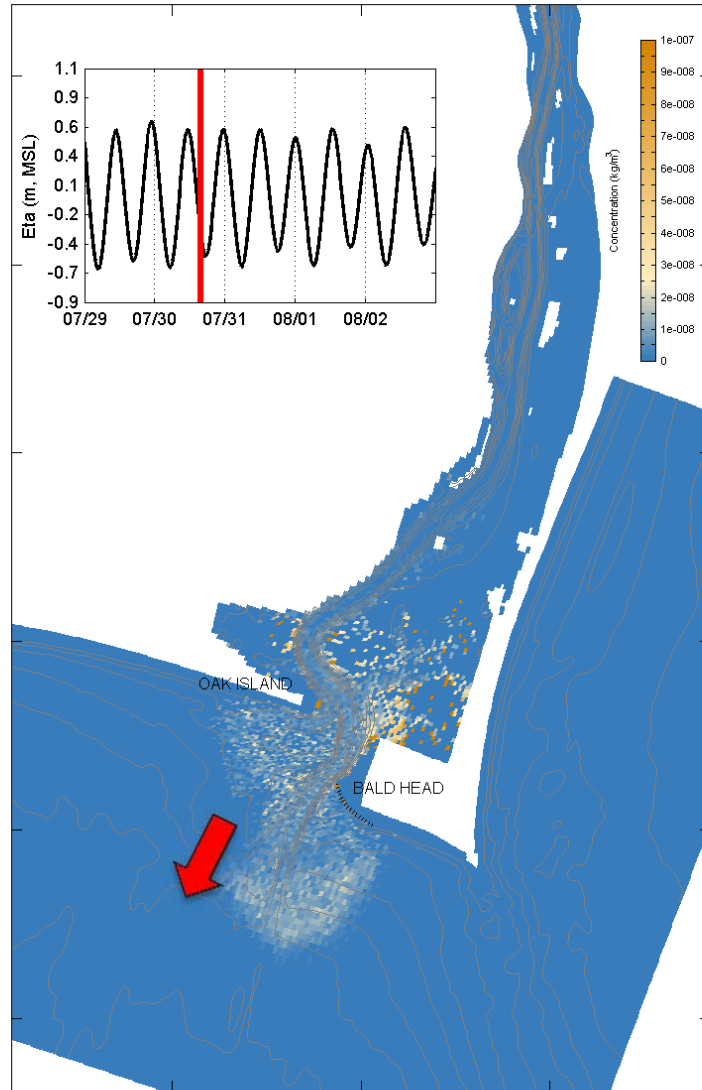 1.1
0.9
0.6
0.4
0.1
-0.2
-0.4
-0.7
-0.9
Eta (m, MSL)
07/29 07/30 07/31 08/01 08/02
1e-007
9e-008
8e-008
7e-008
6e-008
5e-008
4e-008
3e-008
2e-008
1e-008
0
Concentration (kg/m³)
OAK ISLAND
BALD HEAD